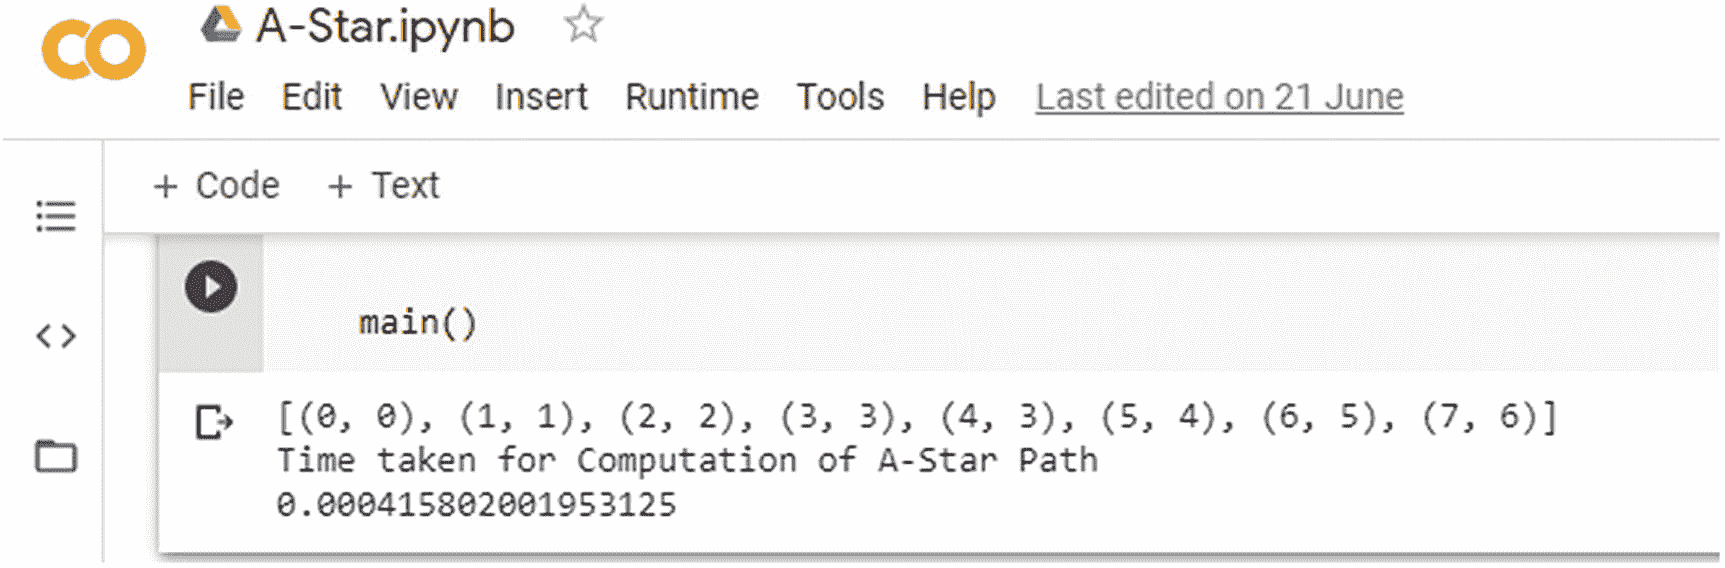 CO
A-Star.ipynb
File Edit View Insert Runtime Tools Help Last edited on 21 June
+ Code + Text
main()
[(0, 0), (1, 1), (2, 2), (3, 3), (4, 3), (5, 4), (6, 5), (7, 6)]
Time taken for Computation of A-Star Path
0.000415802001953125